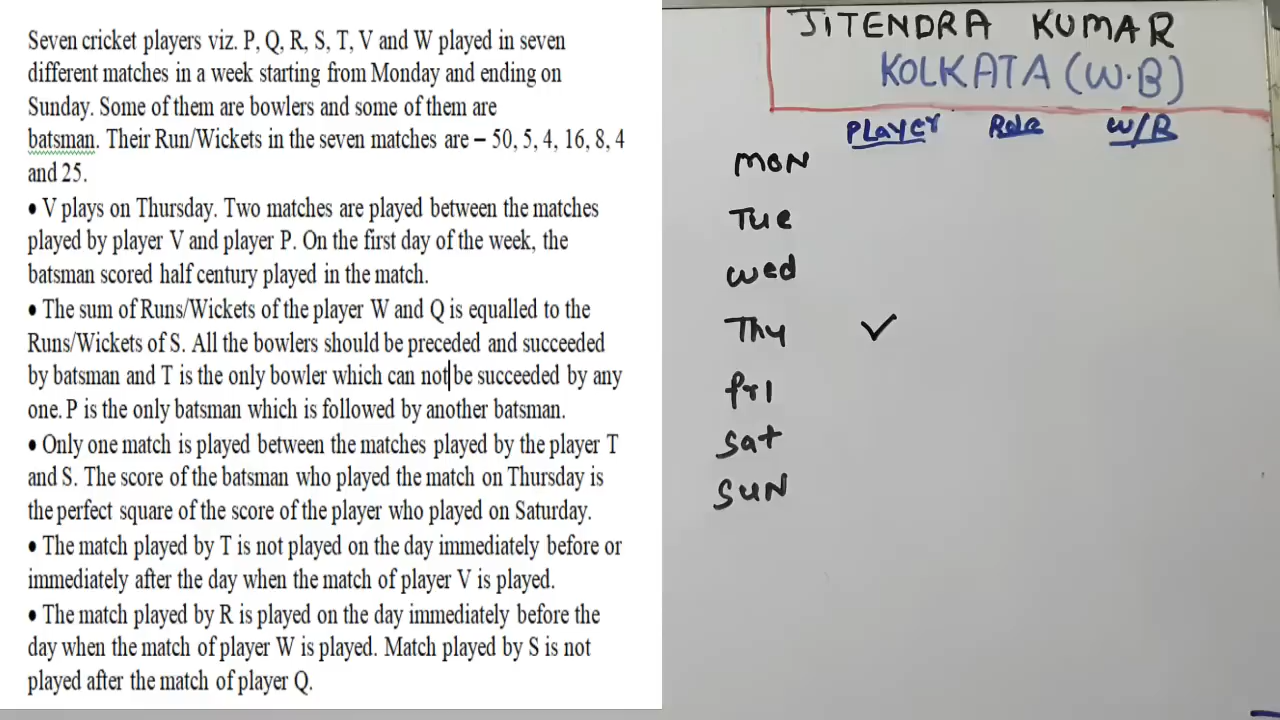 Seven cricket players viz. P, Q, R, S, T, V and W played in seven
different matches in a week starting from Monday and ending on
Sunday. Some of them are bowlers and some of them are
batsman. Their Run/Wickets in the seven matches are – 50, 5, 4, 16, 8, 4
and 25.
• V plays on Thursday. Two matches are played between the matches
played by player V and player P. On the first day of the week, the
batsman scored half century played in the match.
• The sum of Runs/Wickets of the player W and Q is equalled to the
Runs/Wickets of S. All the bowlers should be preceded and succeeded
by batsman and T is the only bowler which can not be succeeded by any
one. P is the only batsman which is followed by another batsman.
• Only one match is played between the matches played by the player T
and S. The score of the batsman who played the match on Thursday is
the perfect square of the score of the player who played on Saturday.
• The match played by T is not played on the day immediately before or
immediately after the day when the match of player V is played.
• The match played by R is played on the day immediately before the
day when the match of player W is played. Match played by S is not
played after the match of player Q.
JITENDRA KUMAR
KOLKATA (W.B)
PLayer Role W/R
MON
Tue
wed
Thu ✓
fri
Sat
SUN